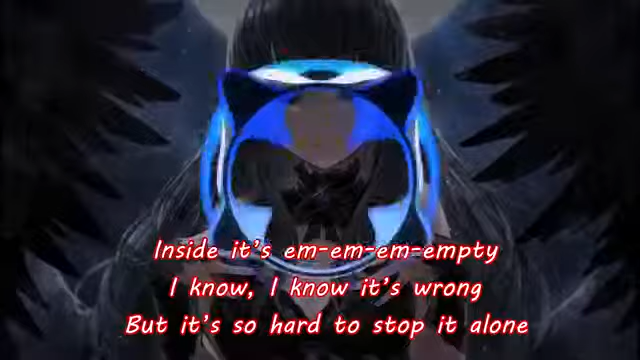 Inside it's em-em-em-empty
I know, I know it's wrong
But it's so hard to stop it alone